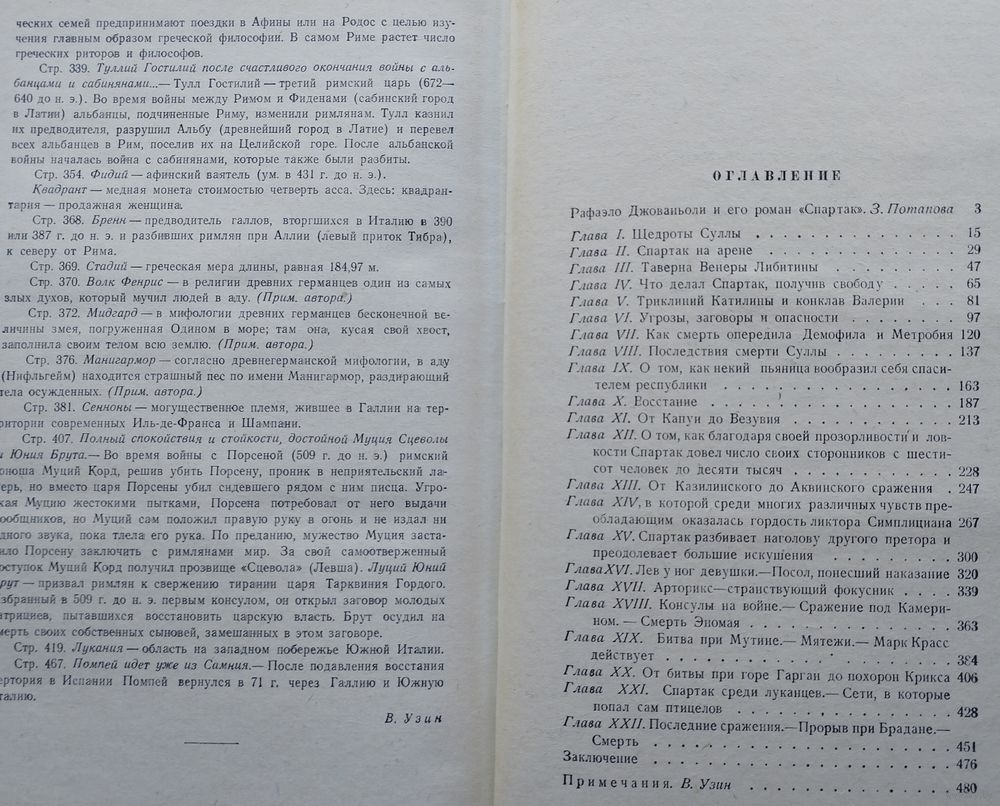 ческих семей предпринимают поездки в Афины или на Родос с целью изу-
чения главным образом греческой философии. В самом Риме растет число
греческих риторов и философов.
Стр. 339. Туллий Гостилий после счастливого окончания войны с аль-
банцами и сабинянами...— Тулл Гостилий — третий римский царь (672—
640 до н. э.). Во время войны между Римом и Фиденами (сабинский город
в Латии) альбанцы, подчиненные Риму, изменили римлянам. Тулл казнил
их предводителя, разрушил Альбу (древнейший город в Латие) и перевел
всех альбанцев в Рим, поселив их на Целийской горе. После альбанской
войны началась война с сабинянами, которые также были разбиты.
Стр. 354. Фидий — афинский ваятель (ум. в 431 г. до н. э.).
Квадрант — медная монета стоимостью четверть асса. Здесь: квадран-
тария — продажная женщина.
Стр. 368. Бренн — предводитель галлов, вторгшихся в Италию в 390
или 387 г. до н. э. и разбивших римлян при Аллии (левый приток Тибра),
к северу от Рима.
Стр. 369. Стадий — греческая мера длины, равная 184,97 м.
Стр. 370. Волк Фенрис — в религии древних германцев один из самых
злых духов, который мучил людей в аду. (Прим. автора.)
Стр. 372. Мидгард — в мифологии древних германцев бесконечной ве-
личины змея, погруженная Одином в море; там она, кусая свой хвост,
заполнила своим телом всю землю. (Прим. автора.)
Стр. 376. Манигармор — согласно древнегерманской мифологии, в аду
(Нифльгейм) находится страшный пес по имени Манигармор, раздирающий
тела осужденных. (Прим. автора.)
Стр. 381. Сенноны — могущественное племя, жившее в Галлии на тер-
ритории современных Иль-де-Франса и Шампани.
Стр. 407. Полный спокойствия и стойкости, достойной Муция Сцеволы
и Юния Брута.— Во время войны с Порсеной (509 г. до н. э.) римский
юноша Муций Корд, решив убить Порсену, проник в неприятельский ла-
герь, но вместо царя Порсены убил сидевшего рядом с ним писца. Угро-
жая Муцию жестокими пытками, Порсена потребовал от него выдачи
сообщников, но Муций сам положил правую руку в огонь и не издал ни
одного звука, пока тлела его рука. По преданию, мужество Муция заста-
вило Порсену заключить с римлянами мир. За свой самоотверженный
поступок Муций Корд получил прозвище «Сцевола» (Левша). Луций Юний
Брут — призвал римлян к свержению тирании царя Тарквиния Гордого.
Избранный в 509 г. до н. э. первым консулом, он открыл заговор молодых
патрициев, пытавшихся восстановить царскую власть. Брут осудил на
смерть своих собственных сыновей, замешанных в этом заговоре.
Стр. 419. Лукания — область на западном побережье Южной Италии.
Стр. 467. Помпей идет уже из Самния.— После подавления восстания
Сертория в Испании Помпей вернулся в 71 г. через Галлию и Южную
Италию.
В. Узин
ОГЛАВЛЕНИЕ
Рафаэло Джованьоли и его роман «Спартак». З. Потапова 3
Глава I. Щедроты Суллы 15
Глава II. Спартак на арене 29
Глава III. Таверна Венеры Либитины 47
Глава IV. Что делал Спартак, получив свободу 65
Глава V. Триклиний Катилины и конклав Валерии 81
Глава VI. Угрозы, заговоры и опасности 97
Глава VII. Как смерть опередила Демофила и Метробия 120
Глава VIII. Последствия смерти Суллы 137
Глава IX. О том, как некий пьяница вообразил себя спаси-
телем республики 163
Глава X. Восстание 187
Глава XI. От Капуи до Везувия 213
Глава XII. О том, как благодаря своей прозорливости и лов-
кости Спартак довел число своих сторонников с шести-
сот человек до десяти тысяч 228
Глава XIII. От Казилинского до Аквинского сражения 247
Глава XIV, в которой среди многих различных чувств пре-
обладающим оказалась гордость ликтора Симплициана 267
Глава XV. Спартак разбивает наголову другого претора и
преодолевает большие искушения 300
Глава XVI. Лев у ног девушки.—Посол, понесший наказание 320
Глава XVII. Арторикс—странствующий фокусник 339
Глава XVIII. Консулы на войне.— Сражение под Камери-
ном. — Смерть Эномая 363
Глава XIX. Битва при Мутине.— Мятежи.— Марк Красс
действует 384
Глава XX. От битвы при горе Гарган до похорон Крикса 406
Глава XXI. Спартак среди луканцев.— Сети, в которые
попал сам птицелов 428
Глава XXII. Последние сражения.—Прорыв при Брадане.—
Смерть 451
Заключение 476
Примечания. В. Узин 480